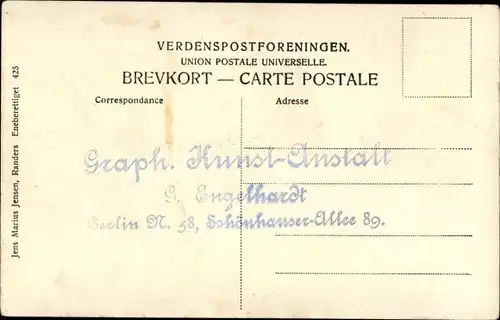 VERDENSPOSTFORENINGEN.
UNION POSTALE UNIVERSELLE.
BREVKORT — CARTE POSTALE
Correspondance
Adresse
Graph. Kunst-Anstalt
Engelhardt
Berlin N. 58, Schönhauser-Allee 89.
Jens Marius Jensen, Randers Eneberettiget 425